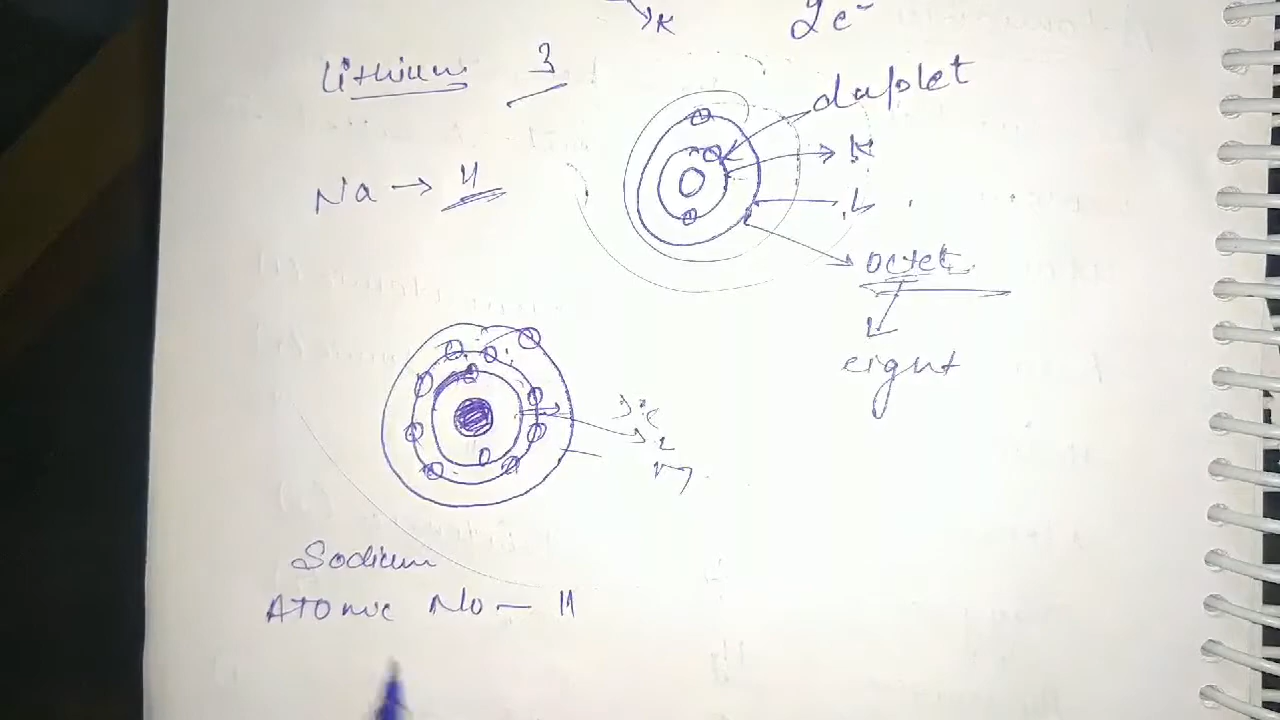 K 2e-
Lithium 3
duplet
K
Na → 11
L
octet
eight
K
L
M
Sodium
Atomic No - 11